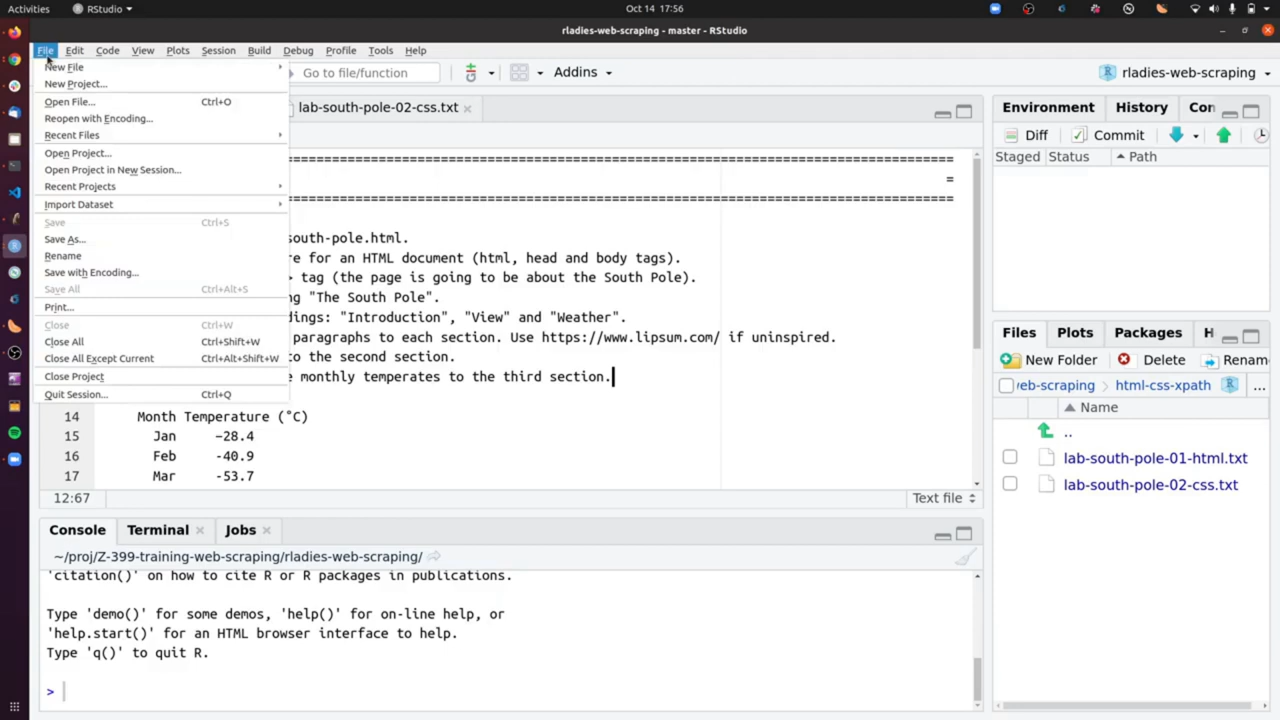 Activities
RStudio
Oct 14 17:56
rladies-web-scraping - master - RStudio
File Edit Code View Plots Session Build Debug Profile Tools Help
New File
New Project...
Open File... Ctrl+O
Reopen with Encoding...
Recent Files
Open Project...
Open Project in New Session...
Recent Projects
Import Dataset
Save Ctrl+S
Save As...
Rename
Save with Encoding...
Save All Ctrl+Alt+S
Print...
Close Ctrl+W
Close All Ctrl+Shift+W
Close All Except Current Ctrl+Alt+Shift+W
Close Project
Quit Session... Ctrl+Q
Go to file/function
Addins
rladies-web-scraping
lab-south-pole-02-css.txt
================================================================================
=
================================================================================
south-pole.html.
re for an HTML document (html, head and body tags).
> tag (the page is going to be about the South Pole).
ng "The South Pole".
dings: "Introduction", "View" and "Weather".
paragraphs to each section. Use https://www.lipsum.com/ if uninspired.
to the second section.
e monthly temperates to the third section.
14 Month Temperature (˚C)
15 Jan −28.4
16 Feb -40.9
17 Mar -53.7
12:67
Text file
Console Terminal Jobs
~/proj/Z-399-training-web-scraping/rladies-web-scraping/
'citation()' on how to cite R or R packages in publications.
Type 'demo()' for some demos, 'help()' for on-line help, or
'help.start()' for an HTML browser interface to help.
Type 'q()' to quit R.
>
Environment History Con
Diff Commit
Staged Status Path
Files Plots Packages H
New Folder Delete Renam
eb-scraping html-css-xpath ...
Name
..
lab-south-pole-01-html.txt
lab-south-pole-02-css.txt